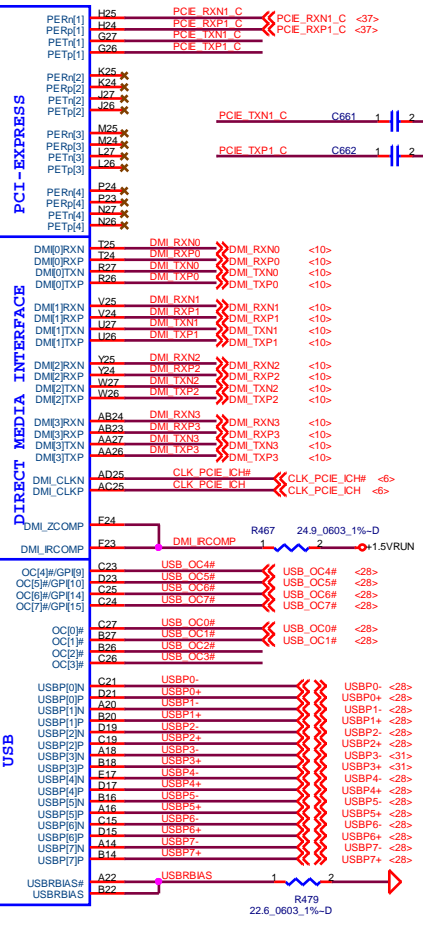 PERn[1] H25 PCIE_RXN1_C PCIE_RXN1_C <37>
PERp[1] H24 PCIE_RXP1_C PCIE_RXP1_C <37>
PETn[1] G27 PCIE_TXN1_C
PETp[1] G26 PCIE_TXP1_C
PERn[2] K25
PERp[2] K24
PETn[2] J27
PETp[2] J26
PCIE_TXN1_C C661 1 2
PERn[3] M25
PERp[3] M24
PETn[3] L27
PETp[3] L26
PCIE_TXP1_C C662 1 2
PERn[4] P24
PERp[4] P23
PETn[4] N27
PETp[4] N26
PCI-EXPRESS
DMI[0]RXN T25 DMI_RXN0 DMI_RXN0 <10>
DMI[0]RXP T24 DMI_RXP0 DMI_RXP0 <10>
DMI[0]TXN R27 DMI_TXN0 DMI_TXN0 <10>
DMI[0]TXP R26 DMI_TXP0 DMI_TXP0 <10>
DMI[1]RXN V25 DMI_RXN1 DMI_RXN1 <10>
DMI[1]RXP V24 DMI_RXP1 DMI_RXP1 <10>
DMI[1]TXN U27 DMI_TXN1 DMI_TXN1 <10>
DMI[1]TXP U26 DMI_TXP1 DMI_TXP1 <10>
DMI[2]RXN Y25 DMI_RXN2 DMI_RXN2 <10>
DMI[2]RXP Y24 DMI_RXP2 DMI_RXP2 <10>
DMI[2]TXN W27 DMI_TXN2 DMI_TXN2 <10>
DMI[2]TXP W26 DMI_TXP2 DMI_TXP2 <10>
DMI[3]RXN AB24 DMI_RXN3 DMI_RXN3 <10>
DMI[3]RXP AB23 DMI_RXP3 DMI_RXP3 <10>
DMI[3]TXN AA27 DMI_TXN3 DMI_TXN3 <10>
DMI[3]TXP AA26 DMI_TXP3 DMI_TXP3 <10>
DMI_CLKN AD25 CLK_PCIE_ICH# CLK_PCIE_ICH# <6>
DMI_CLKP AC25 CLK_PCIE_ICH CLK_PCIE_ICH <6>
DIRECT MEDIA INTERFACE
DMI_ZCOMP F24
R467 24.9_0603_1%~D
DMI_IRCOMP F23 DMI_IRCOMP 1 2 +1.5VRUN
OC[4]#/GPI[9] C23 USB_OC4# USB_OC4# <28>
OC[5]#/GPI[10] D23 USB_OC5# USB_OC5# <28>
OC[6]#/GPI[14] C25 USB_OC6# USB_OC6# <28>
OC[7]#/GPI[15] C24 USB_OC7# USB_OC7# <28>
OC[0]# C27 USB_OC0# USB_OC0# <28>
OC[1]# B27 USB_OC1# USB_OC1# <28>
OC[2]# B26 USB_OC2#
OC[3]# C26 USB_OC3#
USBP[0]N C21 USBP0- USBP0- <28>
USBP[0]P D21 USBP0+ USBP0+ <28>
USBP[1]N A20 USBP1- USBP1- <28>
USBP[1]P B20 USBP1+ USBP1+ <28>
USBP[2]N D19 USBP2- USBP2- <28>
USBP[2]P C19 USBP2+ USBP2+ <28>
USBP[3]N A18 USBP3- USBP3- <31>
USBP[3]P B18 USBP3+ USBP3+ <31>
USBP[4]N E17 USBP4- USBP4- <28>
USBP[4]P D17 USBP4+ USBP4+ <28>
USBP[5]N B16 USBP5- USBP5- <28>
USBP[5]P A16 USBP5+ USBP5+ <28>
USBP[6]N C15 USBP6- USBP6- <28>
USBP[6]P D15 USBP6+ USBP6+ <28>
USBP[7]N A14 USBP7- USBP7- <28>
USBP[7]P B14 USBP7+ USBP7+ <28>
USB
USBRBIAS# A22 USBRBIAS 1 2
USBRBIAS B22
R479
22.6_0603_1%~D